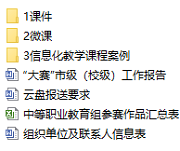 1课件
2微课
3信息化教学课程案例
“大赛”市级（校级）工作报告
云盘报送要求
中等职业教育组参赛作品汇总表
组织单位及联系人信息表